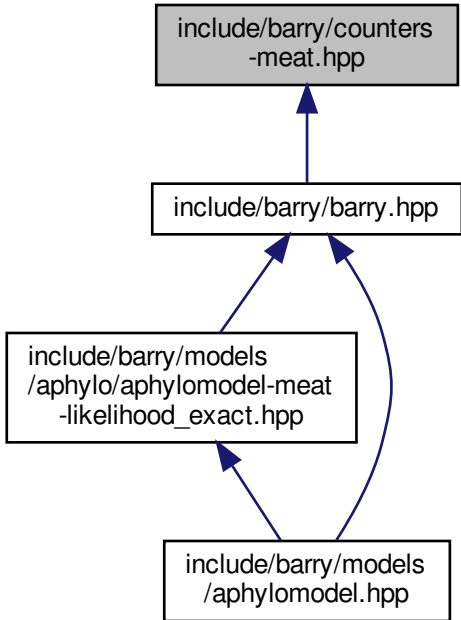 include/barry/counters
-meat.hpp
include/barry/barry.hpp
include/barry/models
/aphylo/aphylomodel-meat
-likelihood_exact.hpp
include/barry/models
/aphylomodel.hpp